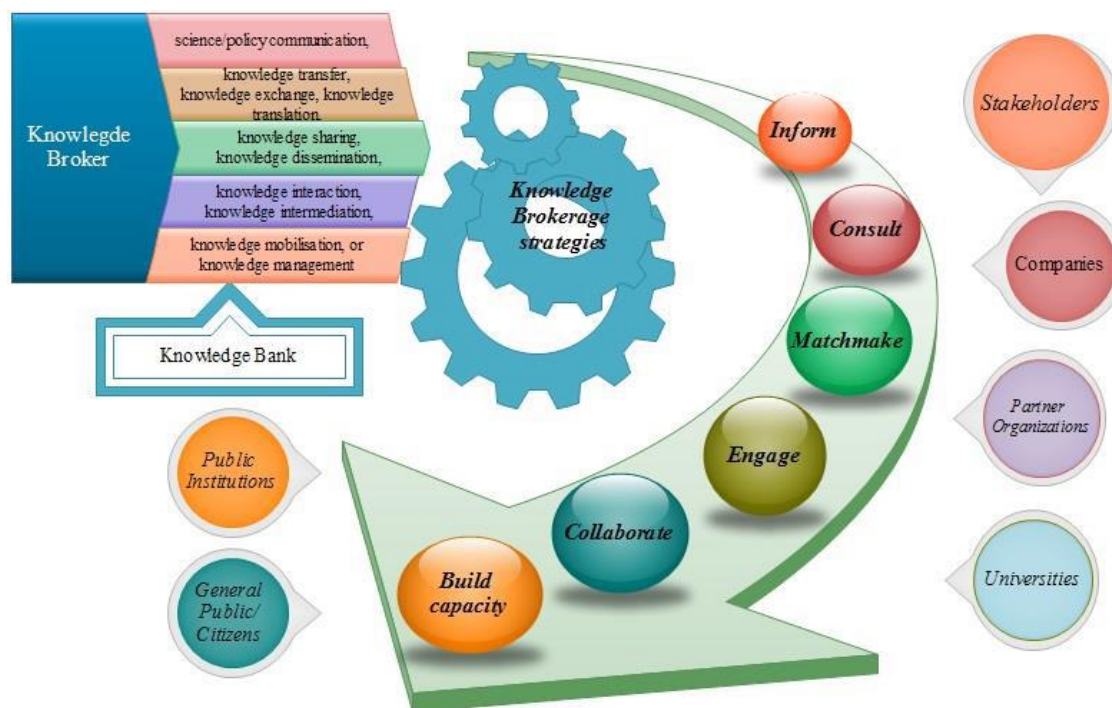 Knowlegde
Broker
science/policy communication,
knowledge transfer,
knowledge exchange, knowledge
translation,
knowledge sharing,
knowledge dissemination,
knowledge interaction,
knowledge intermediation,
knowledge mobilisation, or
knowledge management
Knowledge Bank
Knowledge
Brokerage
strategies
Inform
Consult
Matchmake
Engage
Collaborate
Build
capacity
Stakeholders
Companies
Partner
Organizations
Universities
Public
Institutions
General
Public/
Citizens